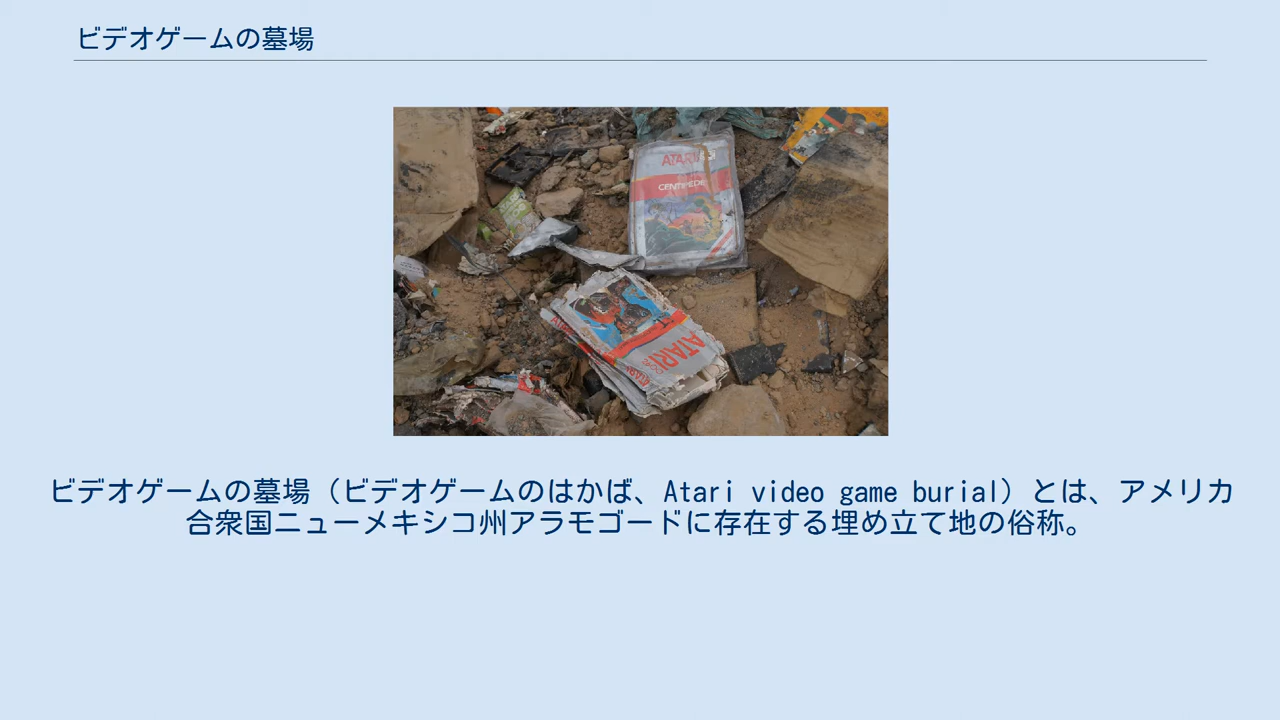 ビデオゲームの墓場
ATARI
CENTIPEDE
ATARI
ATARI
ビデオゲームの墓場（ビデオゲームのはかば、Atari video game burial）とは、アメリカ
合衆国ニューメキシコ州アラモゴードに存在する埋め立て地の俗称。